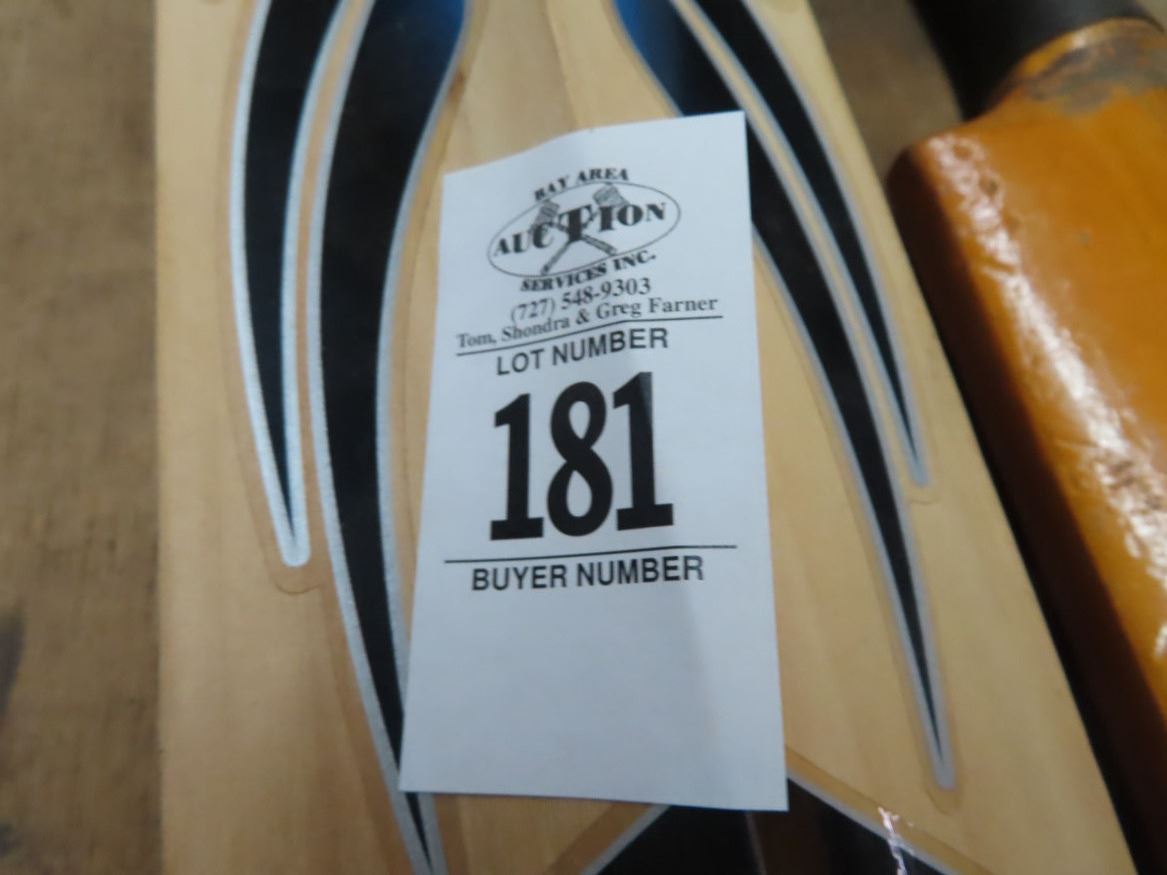 BAY AREA
AUCTION
SERVICES INC.
(727) 548-9303
Tom, Shondra & Greg Farner
LOT NUMBER
181
BUYER NUMBER